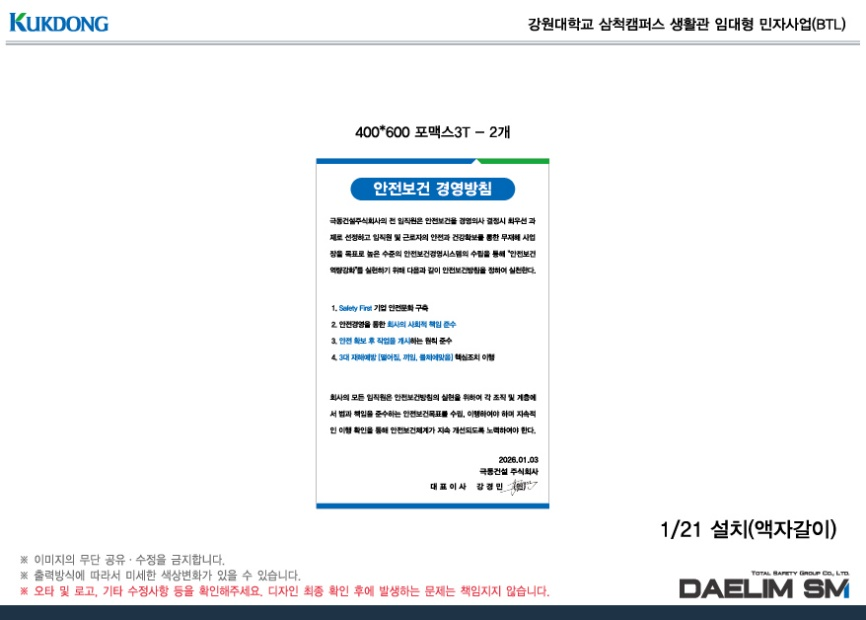 KUKDONG
강원대학교 삼척캠퍼스 생활관 임대형 민자사업(BTL)
400*600 포맥스3T - 2개
안전보건 경영방침
극동건설주식회사의 전 임직원은 안전보건을 경영의사 결정시 최우선 과
제로 선정하고 임직원 및 근로자의 안전과 건강확보를 통한 무재해 사업
장을 목표로 높은 수준의 안전보건경영시스템의 수립을 통해 "안전보건
역량강화"를 실현하기 위해 다음과 같이 안전보건방침을 정하여 실천한다.
1. Safety First 기업 안전문화 구축
2. 안전경영을 통한 회사의 사회적 책임 준수
3. 안전 확보 후 작업을 개시하는 원칙 준수
4. 3대 재해예방 [떨어짐, 끼임, 물체에맞음] 핵심조치 이행
회사의 모든 임직원은 안전보건방침의 실현을 위하여 각 조직 및 계층에
서 법과 책임을 준수하는 안전보건목표를 수립, 이행하여야 하며 지속적
인 이행 확인을 통해 안전보건체계가 지속 개선되도록 노력하여야 한다.
2026.01.03
극동건설 주식회사
대표이사 강경민
1/21 설치(액자갈이)
※ 이미지의 무단 공유·수정을 금지합니다.
※ 출력방식에 따라서 미세한 색상변화가 있을 수 있습니다.
※ 오타 및 로고, 기타 수정사항 등을 확인해주세요. 디자인 최종 확인 후에 발생하는 문제는 책임지지 않습니다.
TOTAL SAFETY GROUP CO., LTD.
DAELIM SM